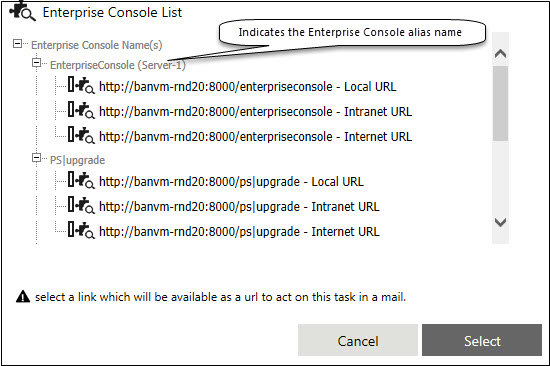 Enterprise Console List
Indicates the Enterprise Console alias name
Enterprise Console Name(s)
EnterpriseConsole (Server-1)
http://banvm-rnd20:8000/enterpriseconsole - Local URL
http://banvm-rnd20:8000/enterpriseconsole - Intranet URL
http://banvm-rnd20:8000/enterpriseconsole - Internet URL
PS|upgrade
http://banvm-rnd20:8000/ps|upgrade - Local URL
http://banvm-rnd20:8000/ps|upgrade - Intranet URL
http://banvm-rnd20:8000/ps|upgrade - Internet URL
select a link which will be available as a url to act on this task in a mail.
Cancel
Select